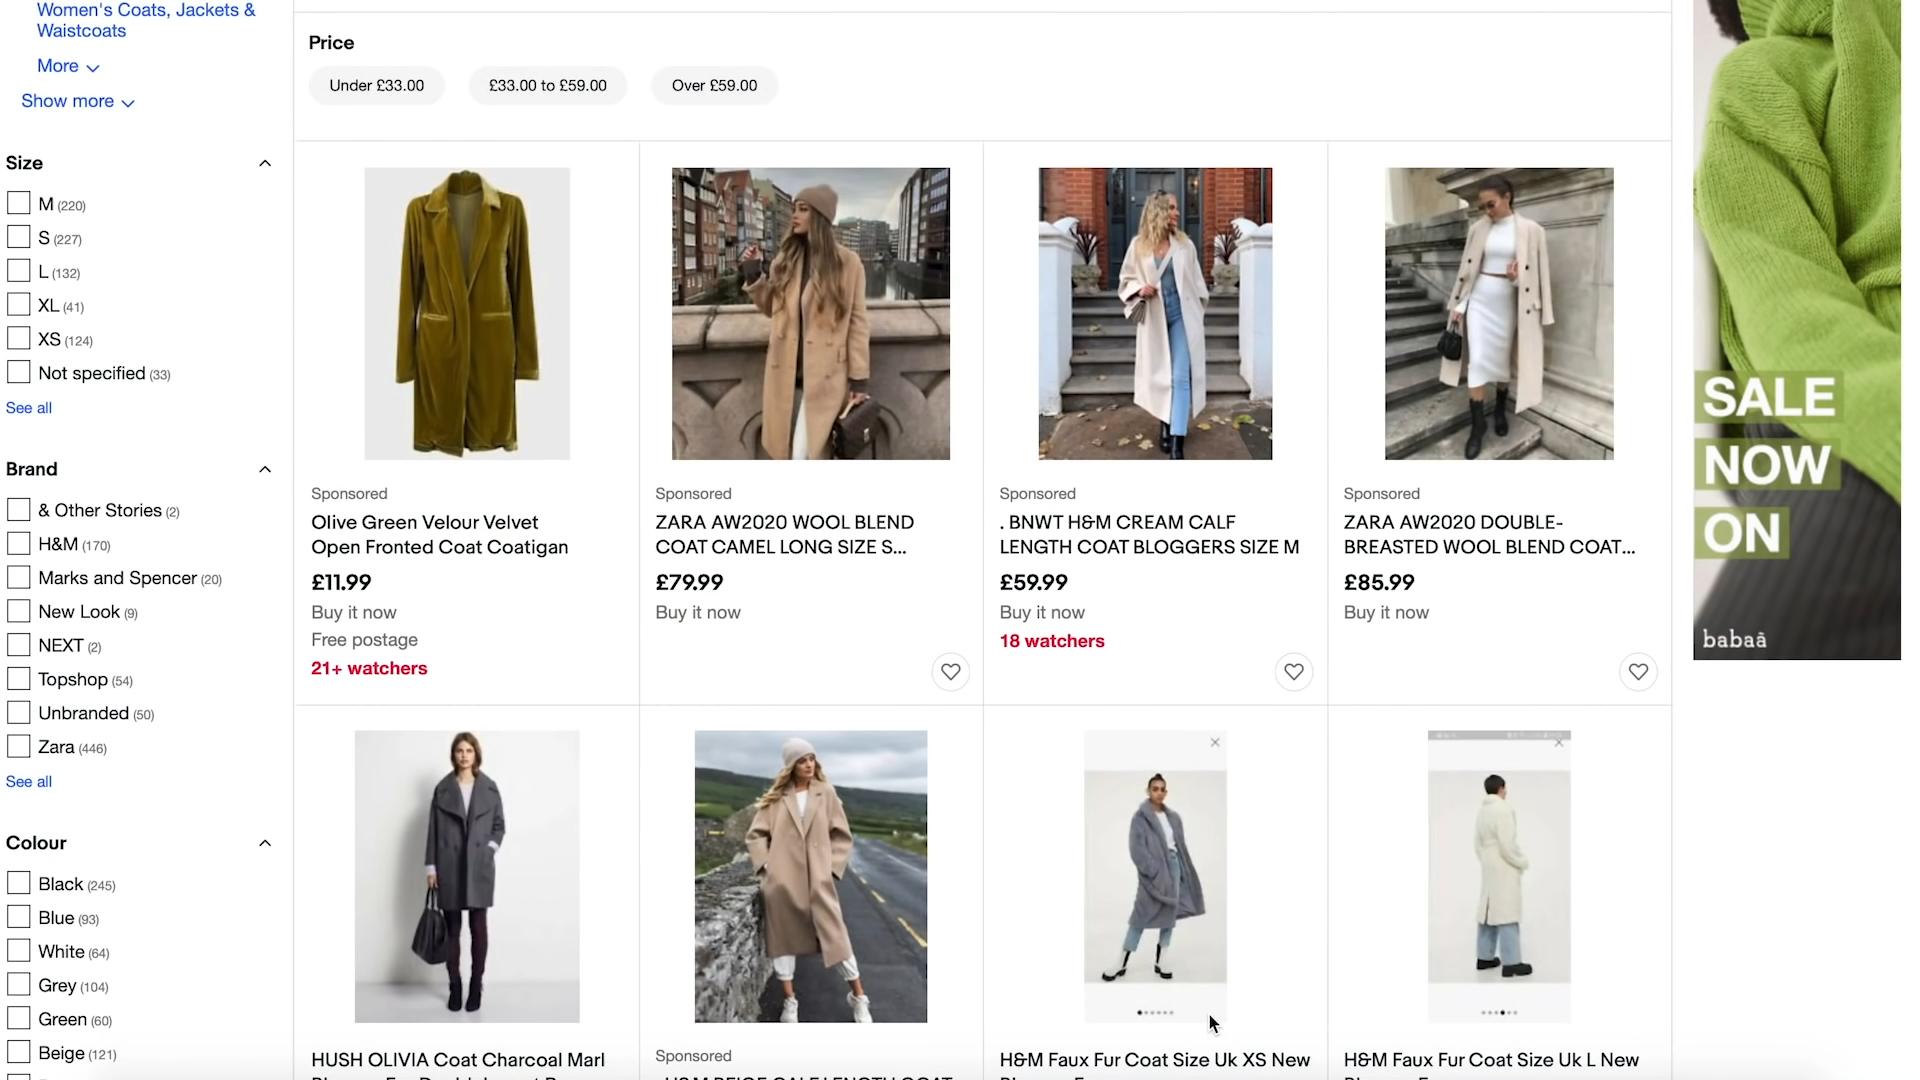 Women's Coats, Jackets &
Waistcoats
More
Show more
Size
M (220)
S (227)
L (132)
XL (41)
XS (124)
Not specified (33)
See all
Brand
& Other Stories (2)
H&M (170)
Marks and Spencer (20)
New Look (9)
NEXT (2)
Topshop (54)
Unbranded (50)
Zara (446)
See all
Colour
Black (245)
Blue (93)
White (64)
Grey (104)
Green (60)
Beige (121)
Price
Under £33.00
£33.00 to £59.00
Over £59.00
Sponsored
Olive Green Velour Velvet
Open Fronted Coat Coatigan
£11.99
Buy it now
Free postage
21+ watchers
Sponsored
ZARA AW2020 WOOL BLEND
COAT CAMEL LONG SIZE S...
£79.99
Buy it now
Sponsored
. BNWT H&M CREAM CALF
LENGTH COAT BLOGGERS SIZE M
£59.99
Buy it now
18 watchers
Sponsored
ZARA AW2020 DOUBLE-
BREASTED WOOL BLEND COAT...
£85.99
Buy it now
HUSH OLIVIA Coat Charcoal Marl
Sponsored
H&M BEIGE CALF LENGTH COAT
H&M Faux Fur Coat Size Uk XS New
H&M Faux Fur Coat Size Uk L New
SALE
NOW
ON
babaà